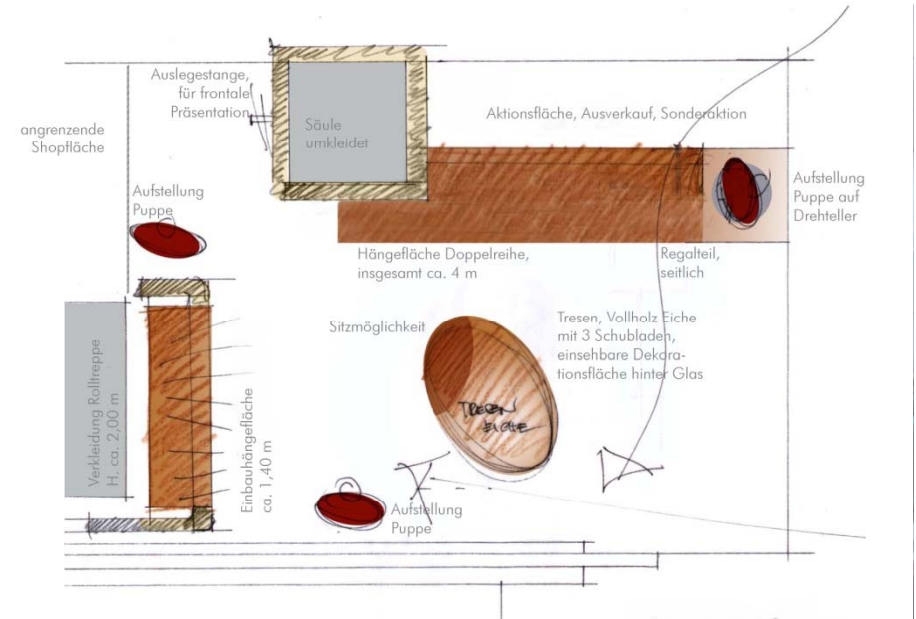 Auslegestange,
für frontale
Präsentation
angrenzende
Shopfläche
Säule
umkleidet
Aktionsfläche, Ausverkauf, Sonderaktion
Aufstellung
Puppe
Aufstellung
Puppe auf
Drehteller
Hängefläche Doppelreihe,
insgesamt ca. 4 m
Regalteil,
seitlich
Sitzmöglichkeit
Tresen, Vollholz Eiche
mit 3 Schubladen,
einsehbare Dekora-
tionsfläche hinter Glas
TRESEN
EICHE
Verkleidung Rolltreppe
H. ca. 2,00 m
Einbauhängefläche
ca. 1,40 m
Aufstellung
Puppe